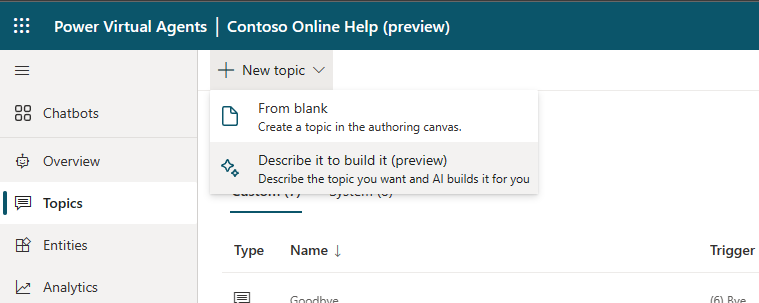 Power Virtual Agents | Contoso Online Help (preview)
New topic
Chatbots
From blank
Create a topic in the authoring canvas.
Overview
Describe it to build it (preview)
Describe the topic you want and AI builds it for you
Topics
Custom (7) System (8)
Entities
Type Name ↓ Trigger
Analytics
Goodbye (6) Bye